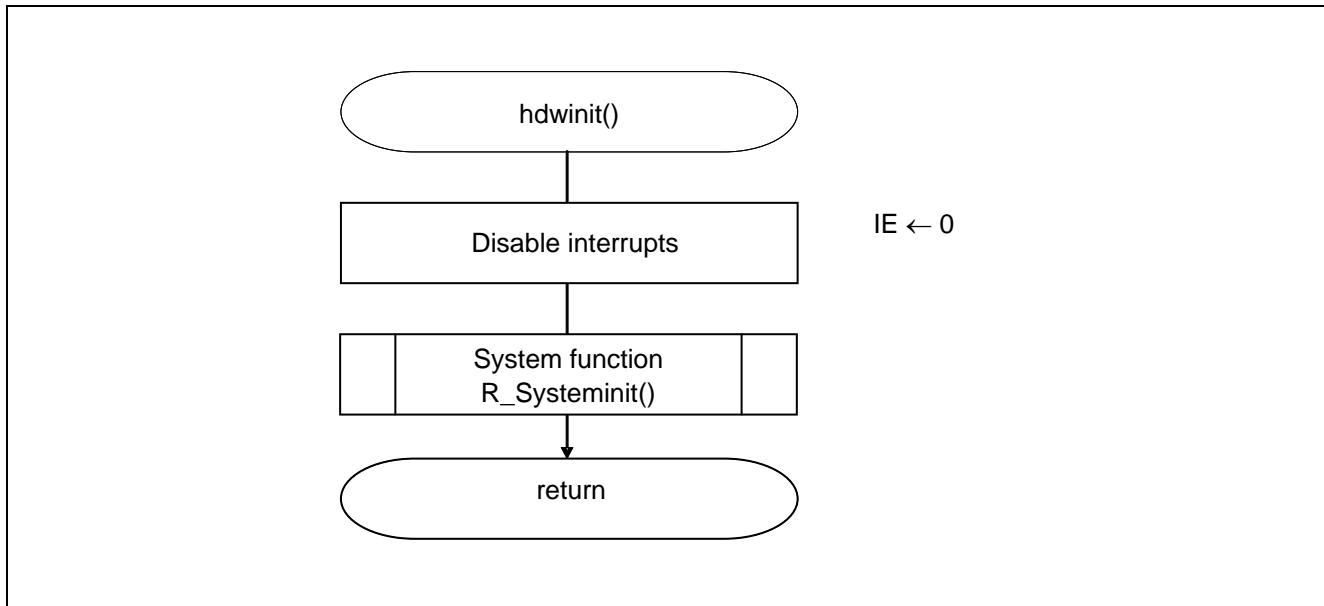 hdwinit()
Disable interrupts
IE ← 0
System function
R_Systeminit()
return